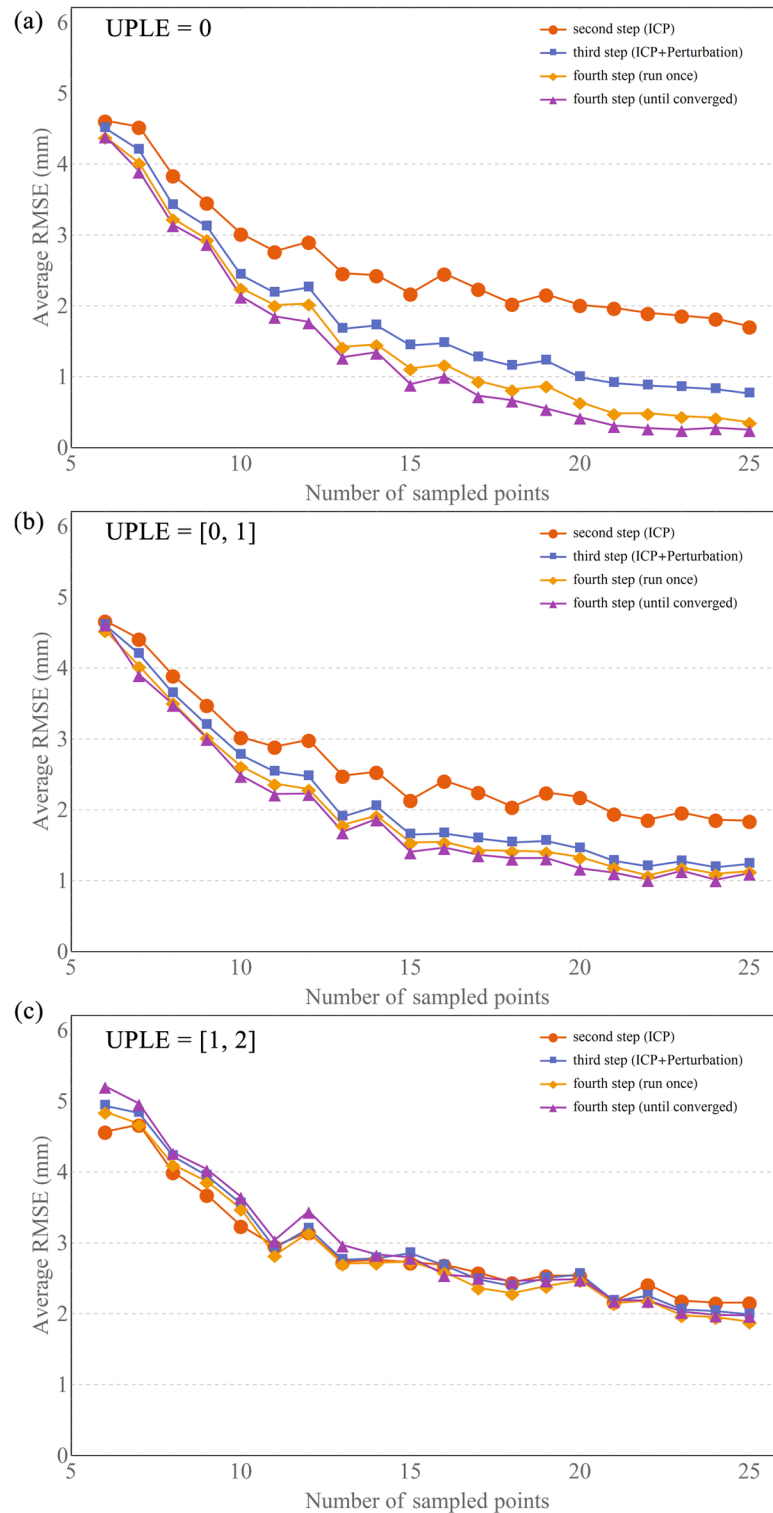 (a)
UPLE = 0
second step (ICP)
third step (ICP+Perturbation)
fourth step (run once)
fourth step (until converged)
Average RMSE (mm)
6
5
4
3
2
1
0
5
10
15
20
25
Number of sampled points
(b)
UPLE = [0, 1]
second step (ICP)
third step (ICP+Perturbation)
fourth step (run once)
fourth step (until converged)
Average RMSE (mm)
6
5
4
3
2
1
0
5
10
15
20
25
Number of sampled points
(c)
UPLE = [1, 2]
second step (ICP)
third step (ICP+Perturbation)
fourth step (run once)
fourth step (until converged)
Average RMSE (mm)
6
5
4
3
2
1
0
5
10
15
20
25
Number of sampled points